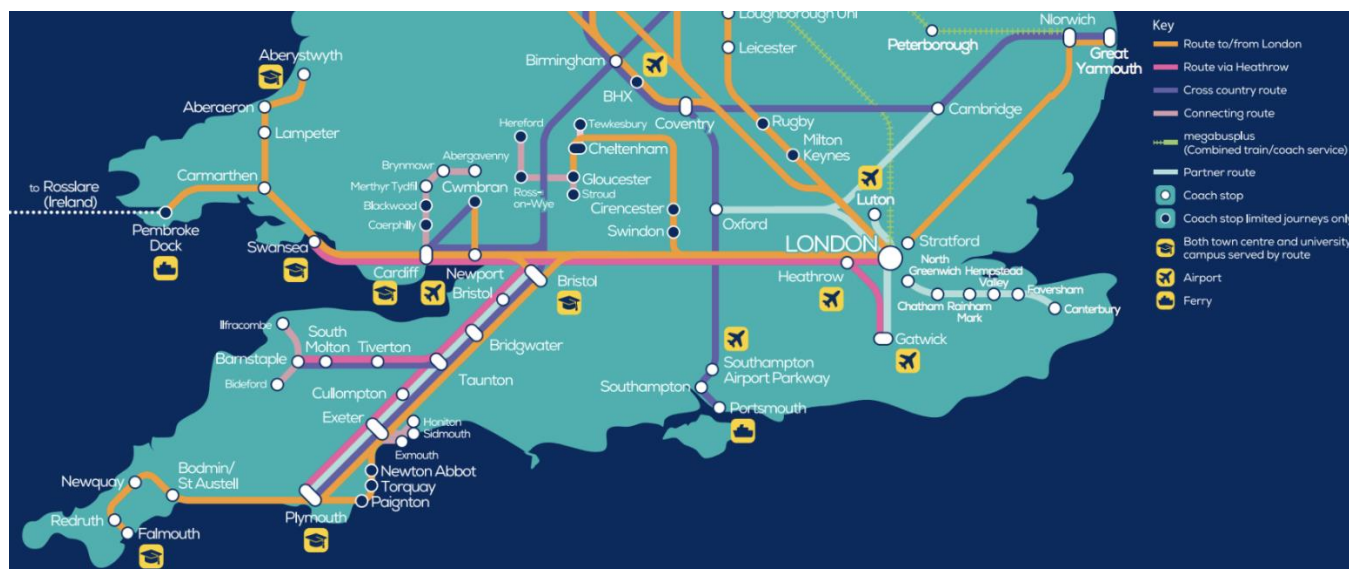 Loughborough Uni
Leicester
Peterborough
Norwich
Great
Yarmouth
Aberystwyth
Aberaeron
Lampeter
Carmarthen
to Rosslare
(Ireland)
Pembroke
Dock
Swansea
Birmingham
BHX
Coventry
Cambridge
Rugby
Milton
Keynes
Hereford
Tewkesbury
Cheltenham
Gloucester
Ross-
on-Wye
Stroud
Cirencester
Swindon
Brynmawr
Abergavenny
Merthyr Tydfil
Cwmbran
Blackwood
Caerphilly
Cardiff
Newport
Oxford
Luton
LONDON
Stratford
Heathrow
North
Greenwich
Hempstead
Valley
Chatham
Rainham
Mark
Faversham
Canterbury
Gatwick
Bristol
Bristol
Bridgwater
Ilfracombe
South
Molton
Tiverton
Barnstaple
Bideford
Taunton
Cullompton
Exeter
Honiton
Sidmouth
Exmouth
Newton Abbot
Torquay
Paignton
Southampton
Airport Parkway
Southampton
Portsmouth
Newquay
Bodmin/
St Austell
Redruth
Falmouth
Plymouth
Key
Route to/from London
Route via Heathrow
Cross country route
Connecting route
megabusplus
(Combined train/coach service)
Partner route
Coach stop
Coach stop limited journeys only
Both town centre and university
campus served by route
Airport
Ferry